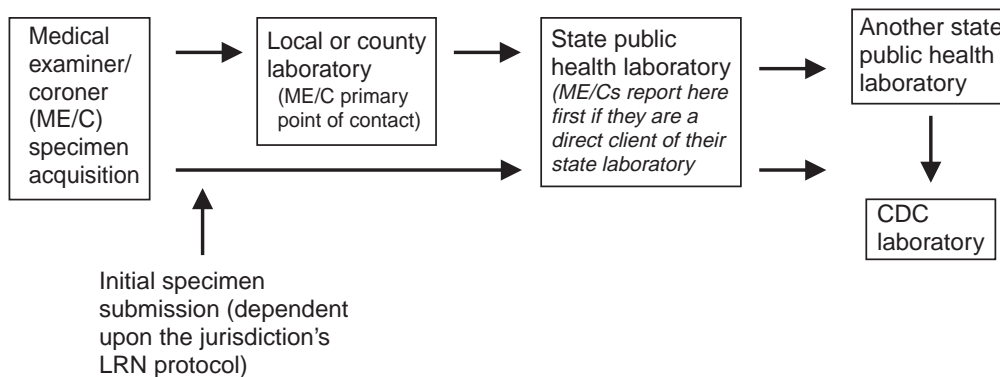 Medical
examiner/
coroner
(ME/C)
specimen
acquisition
Local or county
laboratory
(ME/C primary
point of contact)
State public
health laboratory
(ME/Cs report here
first if they are a
direct client of their
state laboratory
Another state
public health
laboratory
CDC
laboratory
Initial specimen
submission (dependent
upon the jurisdiction's
LRN protocol)